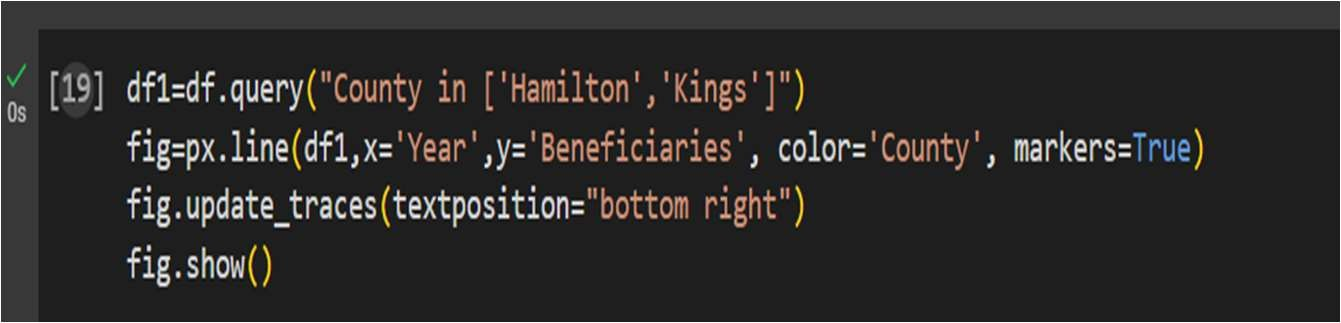 [19] df1=df.query("County in ['Hamilton','Kings']")
fig=px.line(df1,x='Year',y='Beneficiaries', color='County', markers=True)
0s
fig.update_traces(textposition="bottom right")
fig.show()